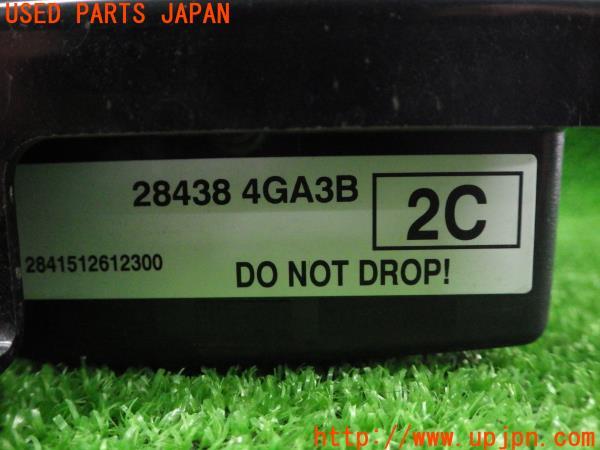 USED PARTS JAPAN
28438 4GA3B
2C
2841512612300
DO NOT DROP!
http://www.upjpn.com